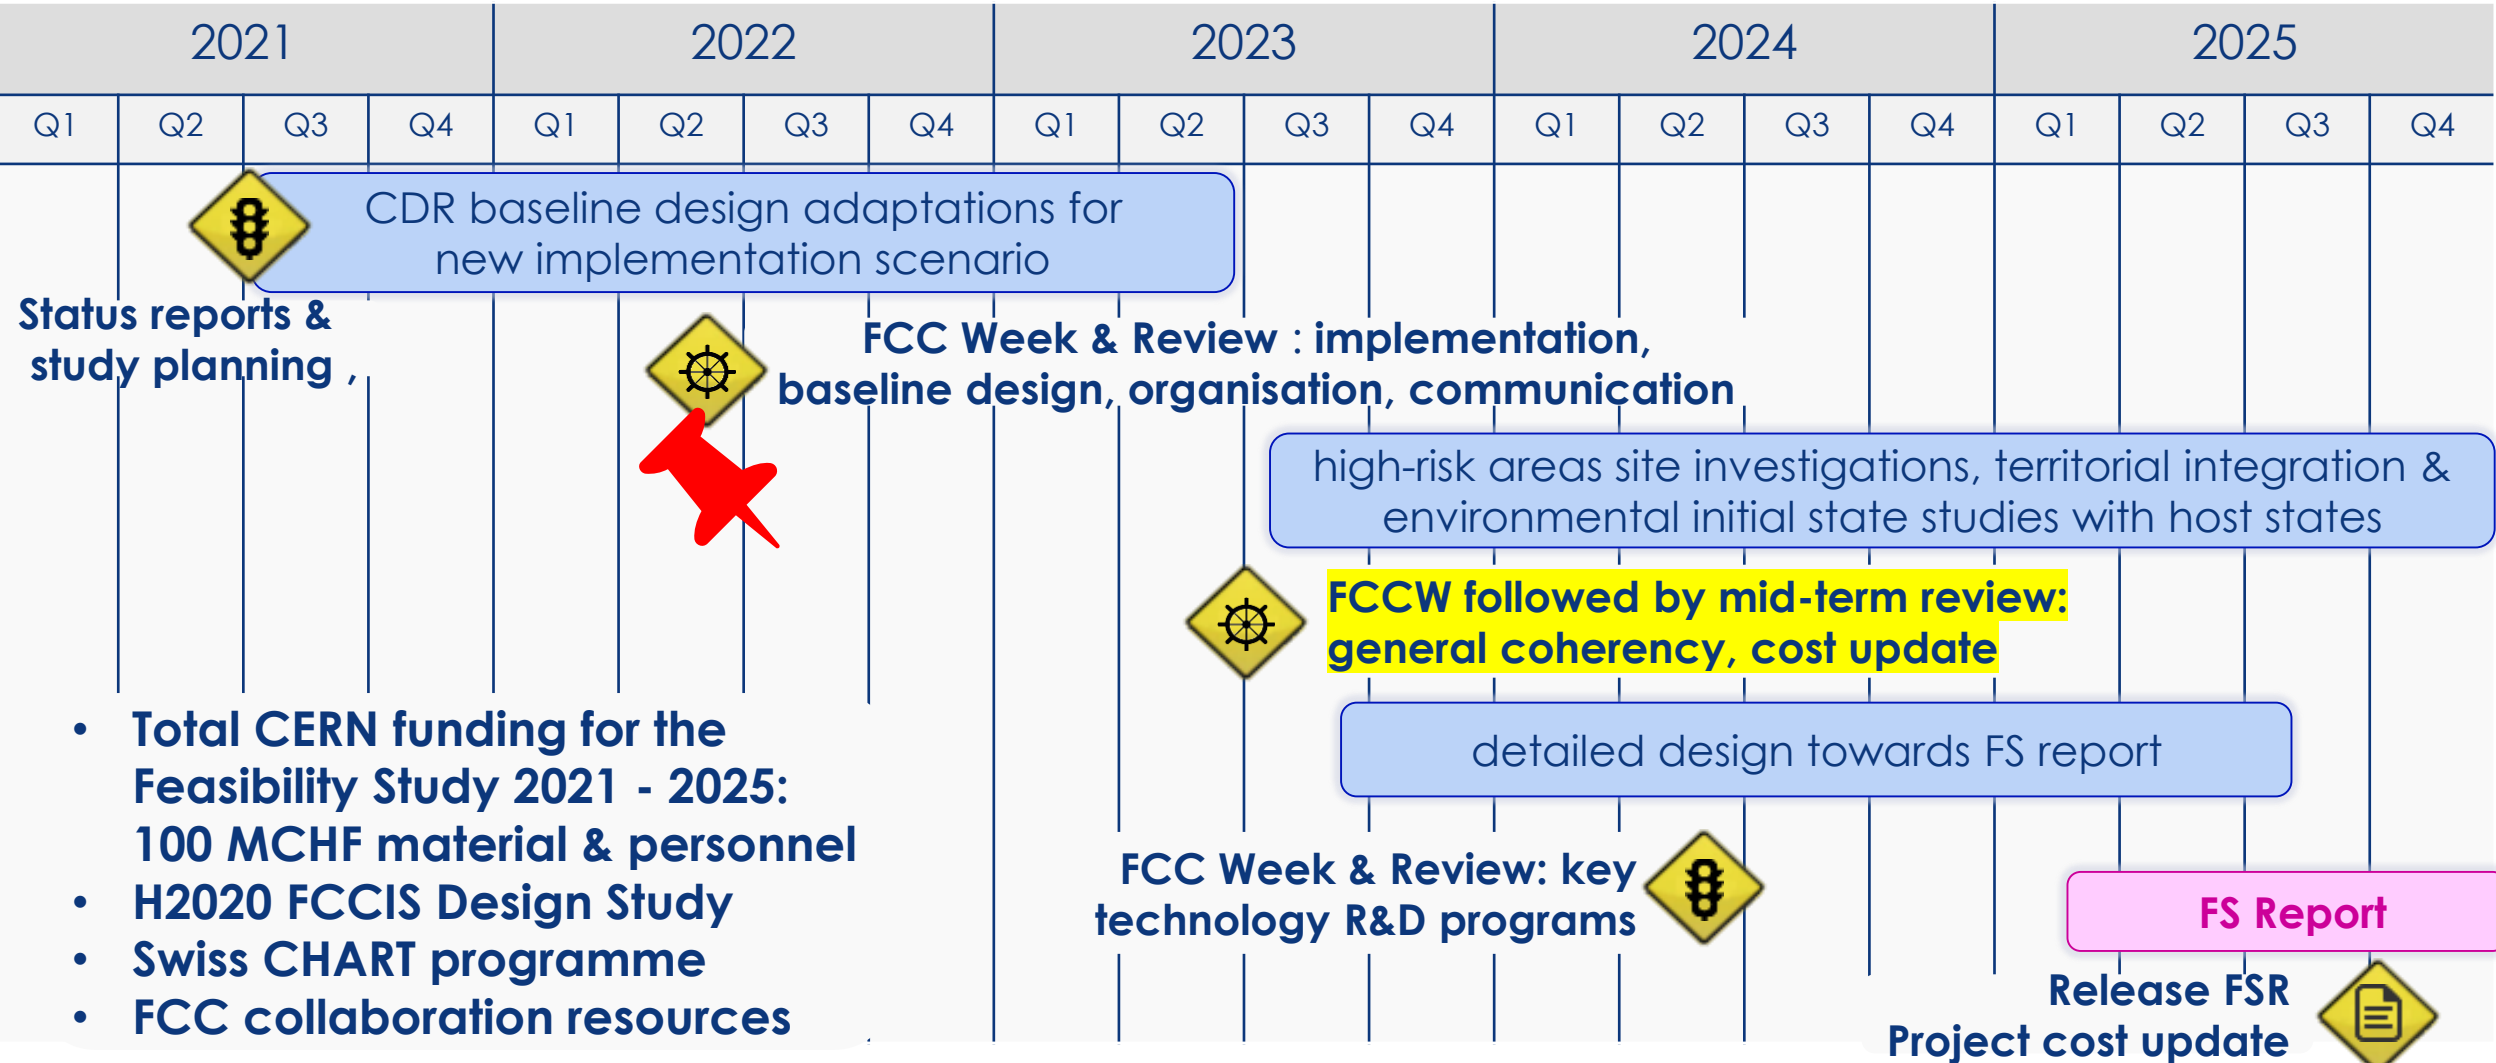 2021 2022 2023 2024 2025
Q1 Q2 Q3 Q4 Q1 Q2 Q3 Q4 Q1 Q2 Q3 Q4 Q1 Q2 Q3 Q4 Q1 Q2 Q3 Q4
CDR baseline design adaptations for
new implementation scenario
Status reports &
study planning ,
FCC Week & Review : implementation,
baseline design, organisation, communication
high-risk areas site investigations, territorial integration &
environmental initial state studies with host states
FCCW followed by mid-term review:
general coherency, cost update
detailed design towards FS report
• Total CERN funding for the
Feasibility Study 2021 - 2025:
100 MCHF material & personnel
• H2020 FCCIS Design Study
• Swiss CHART programme
• FCC collaboration resources
FCC Week & Review: key
technology R&D programs
FS Report
Release FSR
Project cost update